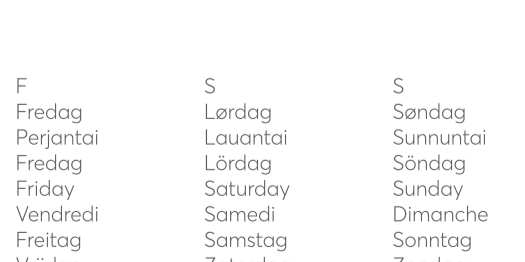 F S S
Fredag Lørdag Søndag
Perjantai Lauantai Sunnuntai
Fredag Lördag Söndag
Friday Saturday Sunday
Vendredi Samedi Dimanche
Freitag Samstag Sonntag